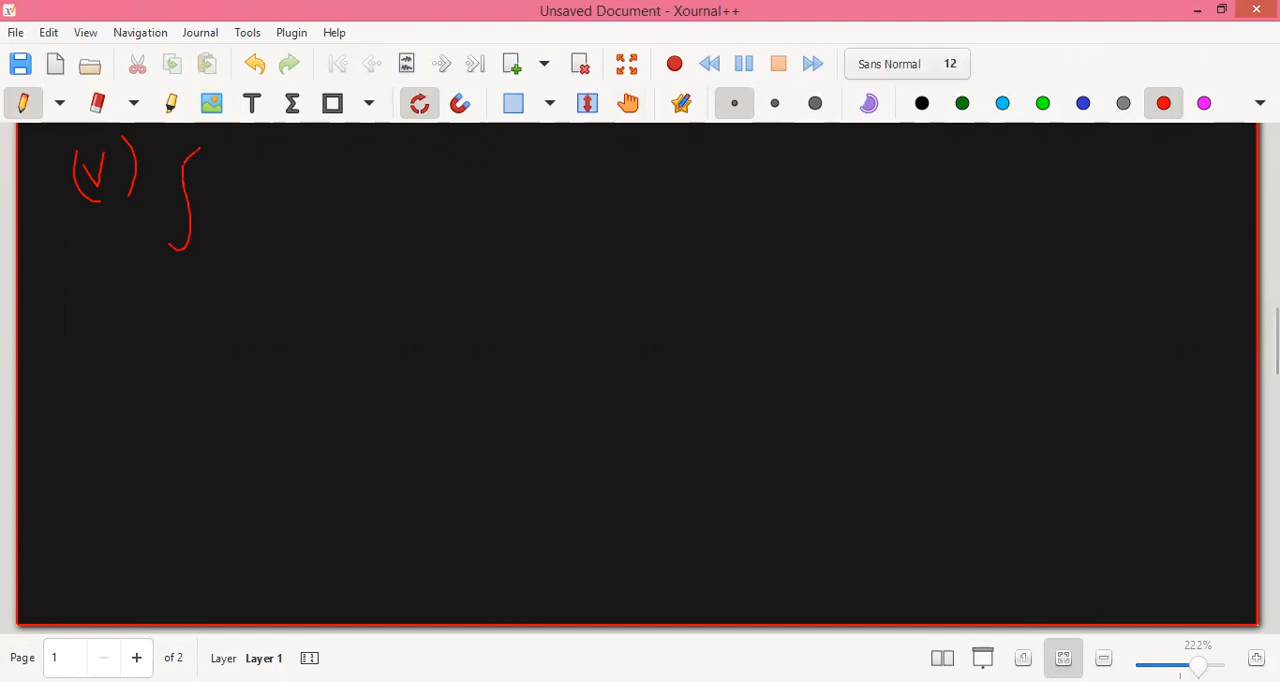 Unsaved Document - Xournal++
File Edit View Navigation Journal Tools Plugin Help
Sans Normal 12
(V) ∫
Page 1 of 2 Layer Layer 1 222%